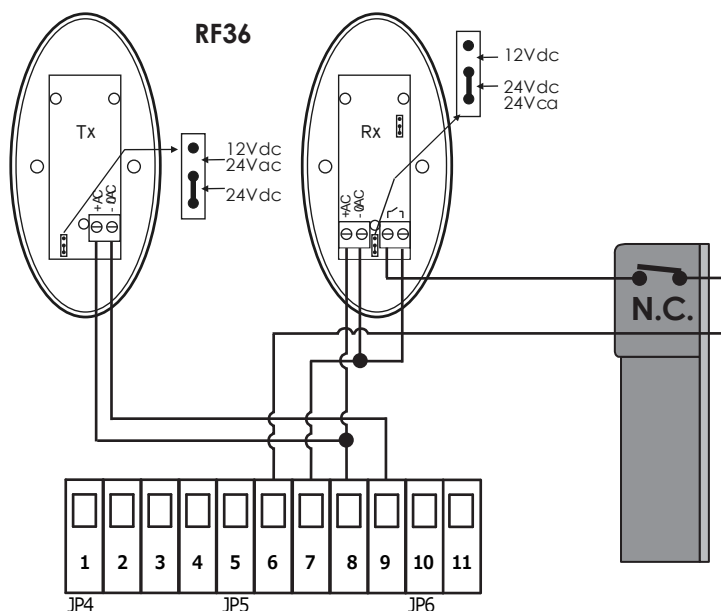 RF36
12Vdc
24Vdc
24Vca
Tx
Rx
12Vdc
24Vac
24Vdc
+AC
- 0AC
+AC
- 0AC
N.C.
1 2 3 4 5 6 7 8 9 10 11
JP4 JP5 JP6